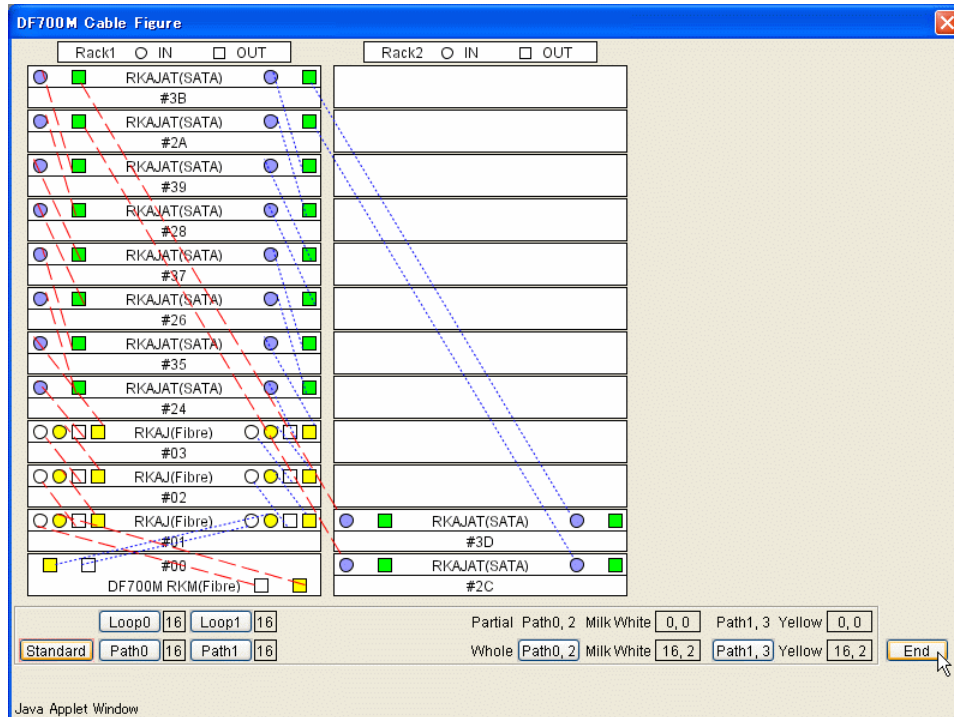 DF700M Cable Figure
Rack1 IN OUT
Rack2 IN OUT
RKAJAT(SATA)
#3B
RKAJAT(SATA)
#2A
RKAJAT(SATA)
#39
RKAJAT(SATA)
#28
RKAJAT(SATA)
#37
RKAJAT(SATA)
#26
RKAJAT(SATA)
#35
RKAJAT(SATA)
#24
RKAJ(Fibre)
#03
RKAJ(Fibre)
#02
RKAJ(Fibre)
#01
#00
DF700M RKM(Fibre)
RKAJAT(SATA)
#3D
RKAJAT(SATA)
#2C
Loop0 16 Loop1 16 Partial Path0, 2 Milk White 0, 0 Path1, 3 Yellow 0, 0
Standard Path0 16 Path1 16 Whole Path0, 2 Milk White 16, 2 Path1, 3 Yellow 16, 2 End
Java Applet Window